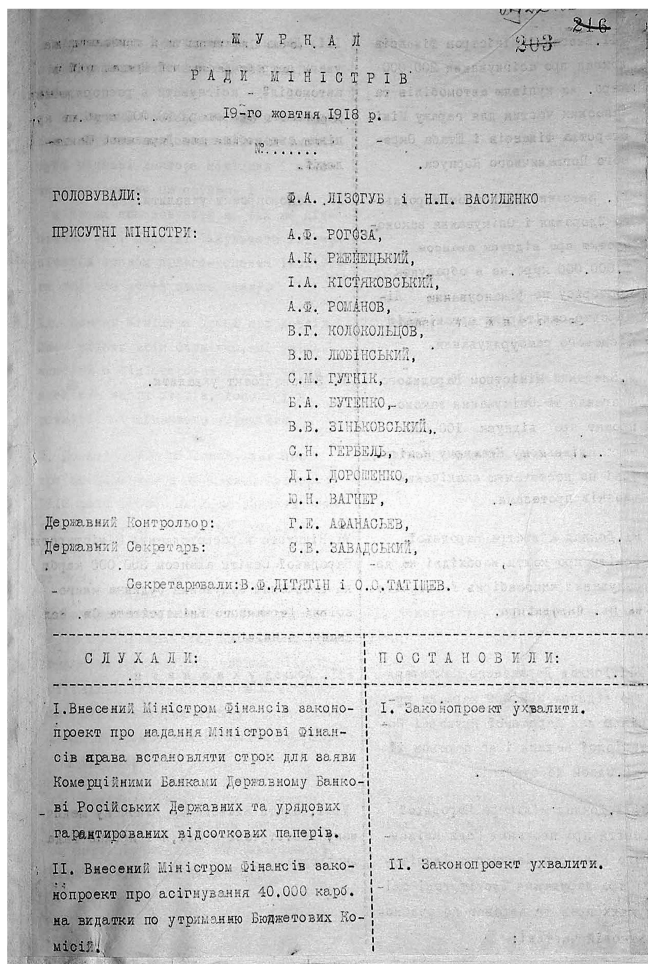 216
203
Ж У Р Н А Л
РАДИ МІНІСТРІВ
19-го жовтня 1918 р.
№.......
ГОЛОВУВАЛИ: Ф.А. ЛІЗОГУБ і Н.П. ВАСИЛЕНКО
ПРИСУТНІ МІНІСТРИ: А.Ф. РОГОЗА,
А.К. РЖЕПЕЦЬКИЙ,
І.А. КІСТЯКОВСЬКИЙ,
А.Ф. РОМАНОВ,
В.Г. КОЛОКОЛЬЦОВ,
В.Ю. ЛЮБІНСЬКИЙ,
С.М. ГУТНІК,
Б.А. БУТЕНКО,
В.В. ЗІНЬКОВСЬКИЙ,
С.Н. ГЕРБЕЛЬ,
Д.І. ДОРОШЕНКО,
Ю.Н. ВАГНЕР,
Державний Контрольор: Г.Е. АФАНАСЬЕВ,
Державний Секретарь: С.В. ЗАВАДСЬКИЙ,
Секретарювали: В.Ф.ДІТЯТІН і О.О.ТАТІЩЕВ.
С Л У Х А Л И: П О С Т А Н О В И Л И:
І.Внесений Міністром Фінансів законо-
проект про надання Міністрові Фінан-
сів права встановляти строк для заяви
Комерційними Банками Державному Банко-
ві Російських Державних та урядових
гарантированих відсоткових паперів.
І. Законопроект ухвалити.
ІІ. Внесений Міністром Фінансів зако-
нопроект про асігнування 40.000 карб.
на видатки по утриманню Бюджетових Ко-
місій.
ІІ. Законопроект ухвалити.